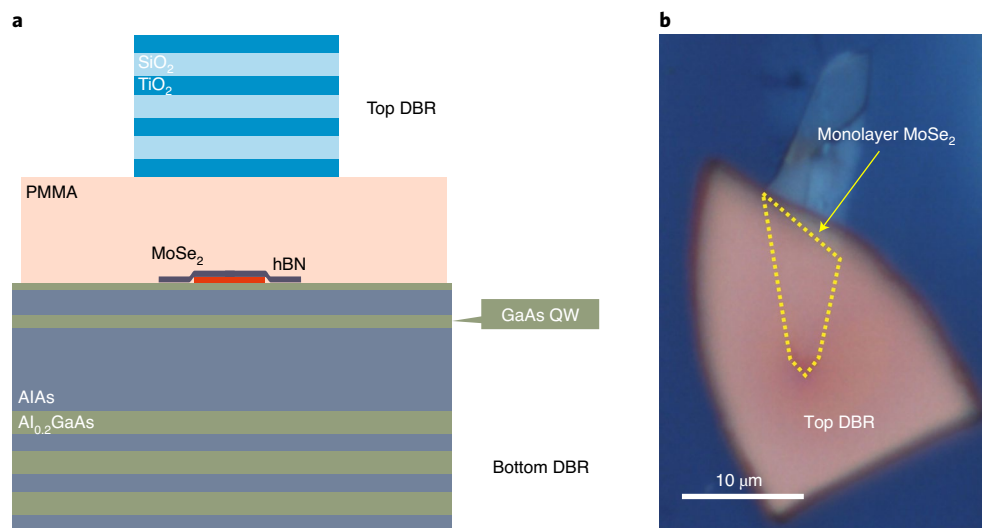 a
SiO2
TiO2
Top DBR
PMMA
MoSe2
hBN
GaAs QW
AlAs
Al0.2GaAs
Bottom DBR
b
Monolayer MoSe2
Top DBR
10 μm